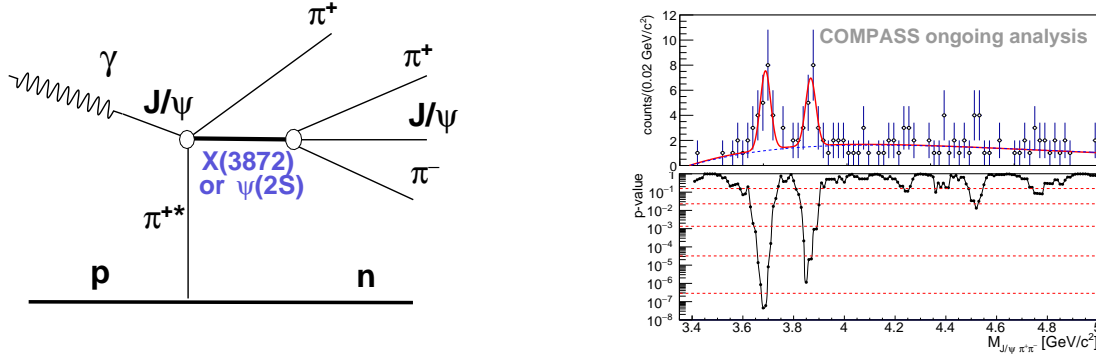 γ
π⁺
π⁺
J/ψ
J/ψ
X(3872)
or ψ(2S)
π⁻
π⁺*
p
n
COMPASS ongoing analysis
counts/(0.02 GeV/c²)
12
10
8
6
4
2
0
p-value
1
10⁻¹
10⁻²
10⁻³
10⁻⁴
10⁻⁵
10⁻⁶
10⁻⁷
10⁻⁸
3.4 3.6 3.8 4 4.2 4.4 4.6 4.8 5
M J/ψ π⁺π⁻ [GeV/c²]